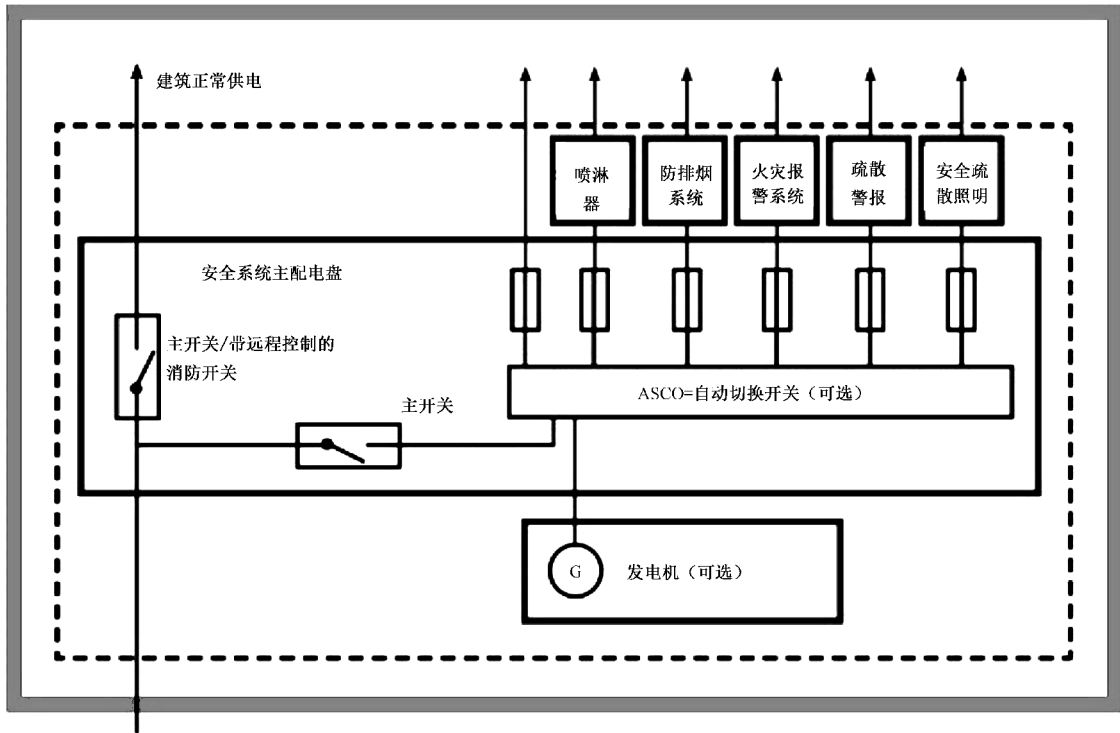 建筑正常供电
喷淋
器
防排烟
系统
火灾报
警系统
疏散
警报
安全疏
散照明
安全系统主配电盘
主开关/带远程控制的
消防开关
ASCO=自动切换开关（可选）
主开关
G
发电机（可选）